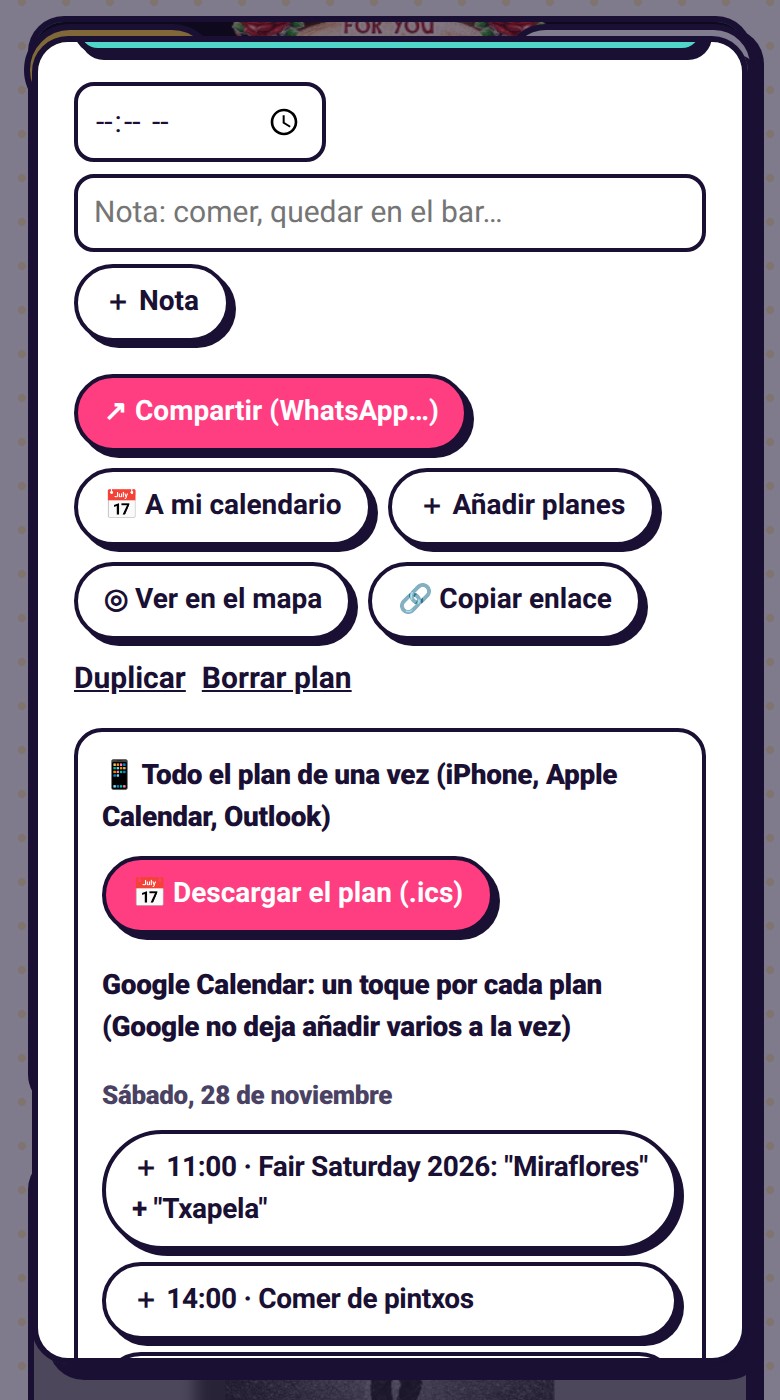 FOR YOU
--:-- --
Nota: comer, quedar en el bar...
+ Nota
↗ Compartir (WhatsApp...)
📅 A mi calendario
+ Añadir planes
◎ Ver en el mapa
🔗 Copiar enlace
Duplicar Borrar plan
📱 Todo el plan de una vez (iPhone, Apple
Calendar, Outlook)
📅 Descargar el plan (.ics)
Google Calendar: un toque por cada plan
(Google no deja añadir varios a la vez)
Sábado, 28 de noviembre
+ 11:00 · Fair Saturday 2026: "Miraflores"
+ "Txapela"
+ 14:00 · Comer de pintxos